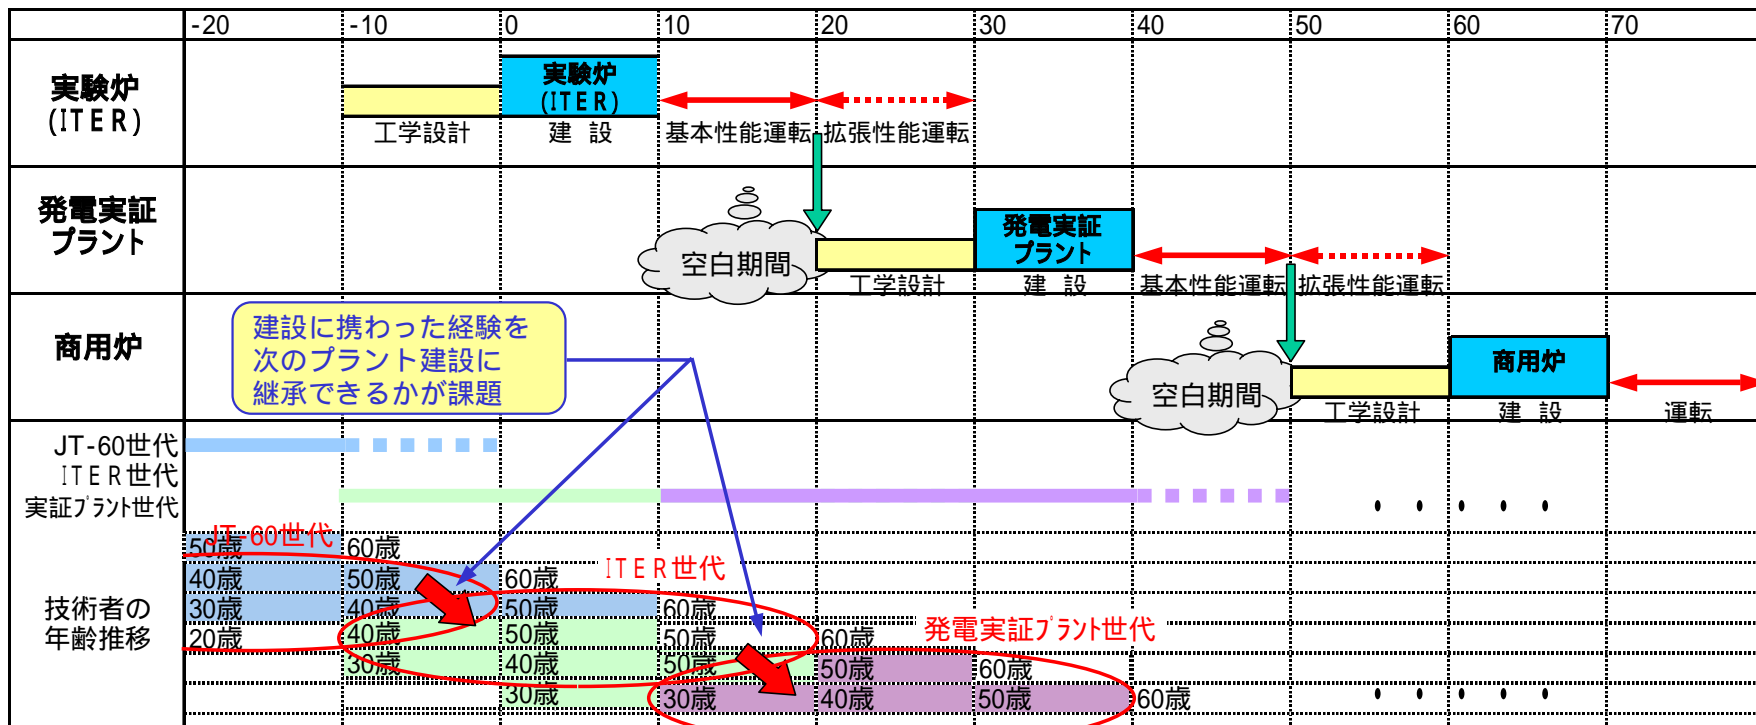 -20 -10 0 10 20 30 40 50 60 70
実験炉
(ITER)
実験炉
(ITER)
工学設計 建 設 基本性能運転 拡張性能運転
発電実証
プラント
空白期間
発電実証
プラント
工学設計 建 設 基本性能運転 拡張性能運転
商用炉
建設に携わった経験を
次のプラント建設に
継承できるかが課題
空白期間
商用炉
工学設計 建 設 運転
JT-60世代
ITER世代
実証プラント世代
・ ・ ・ ・ ・
技術者の
年齢推移
JT-60世代
ITER世代
発電実証プラント世代
50歳 60歳
40歳 50歳 60歳
30歳 40歳 50歳 60歳
20歳 40歳 50歳 50歳 60歳
30歳 40歳 50歳 50歳 60歳
30歳 30歳 40歳 50歳 60歳
・ ・ ・ ・ ・